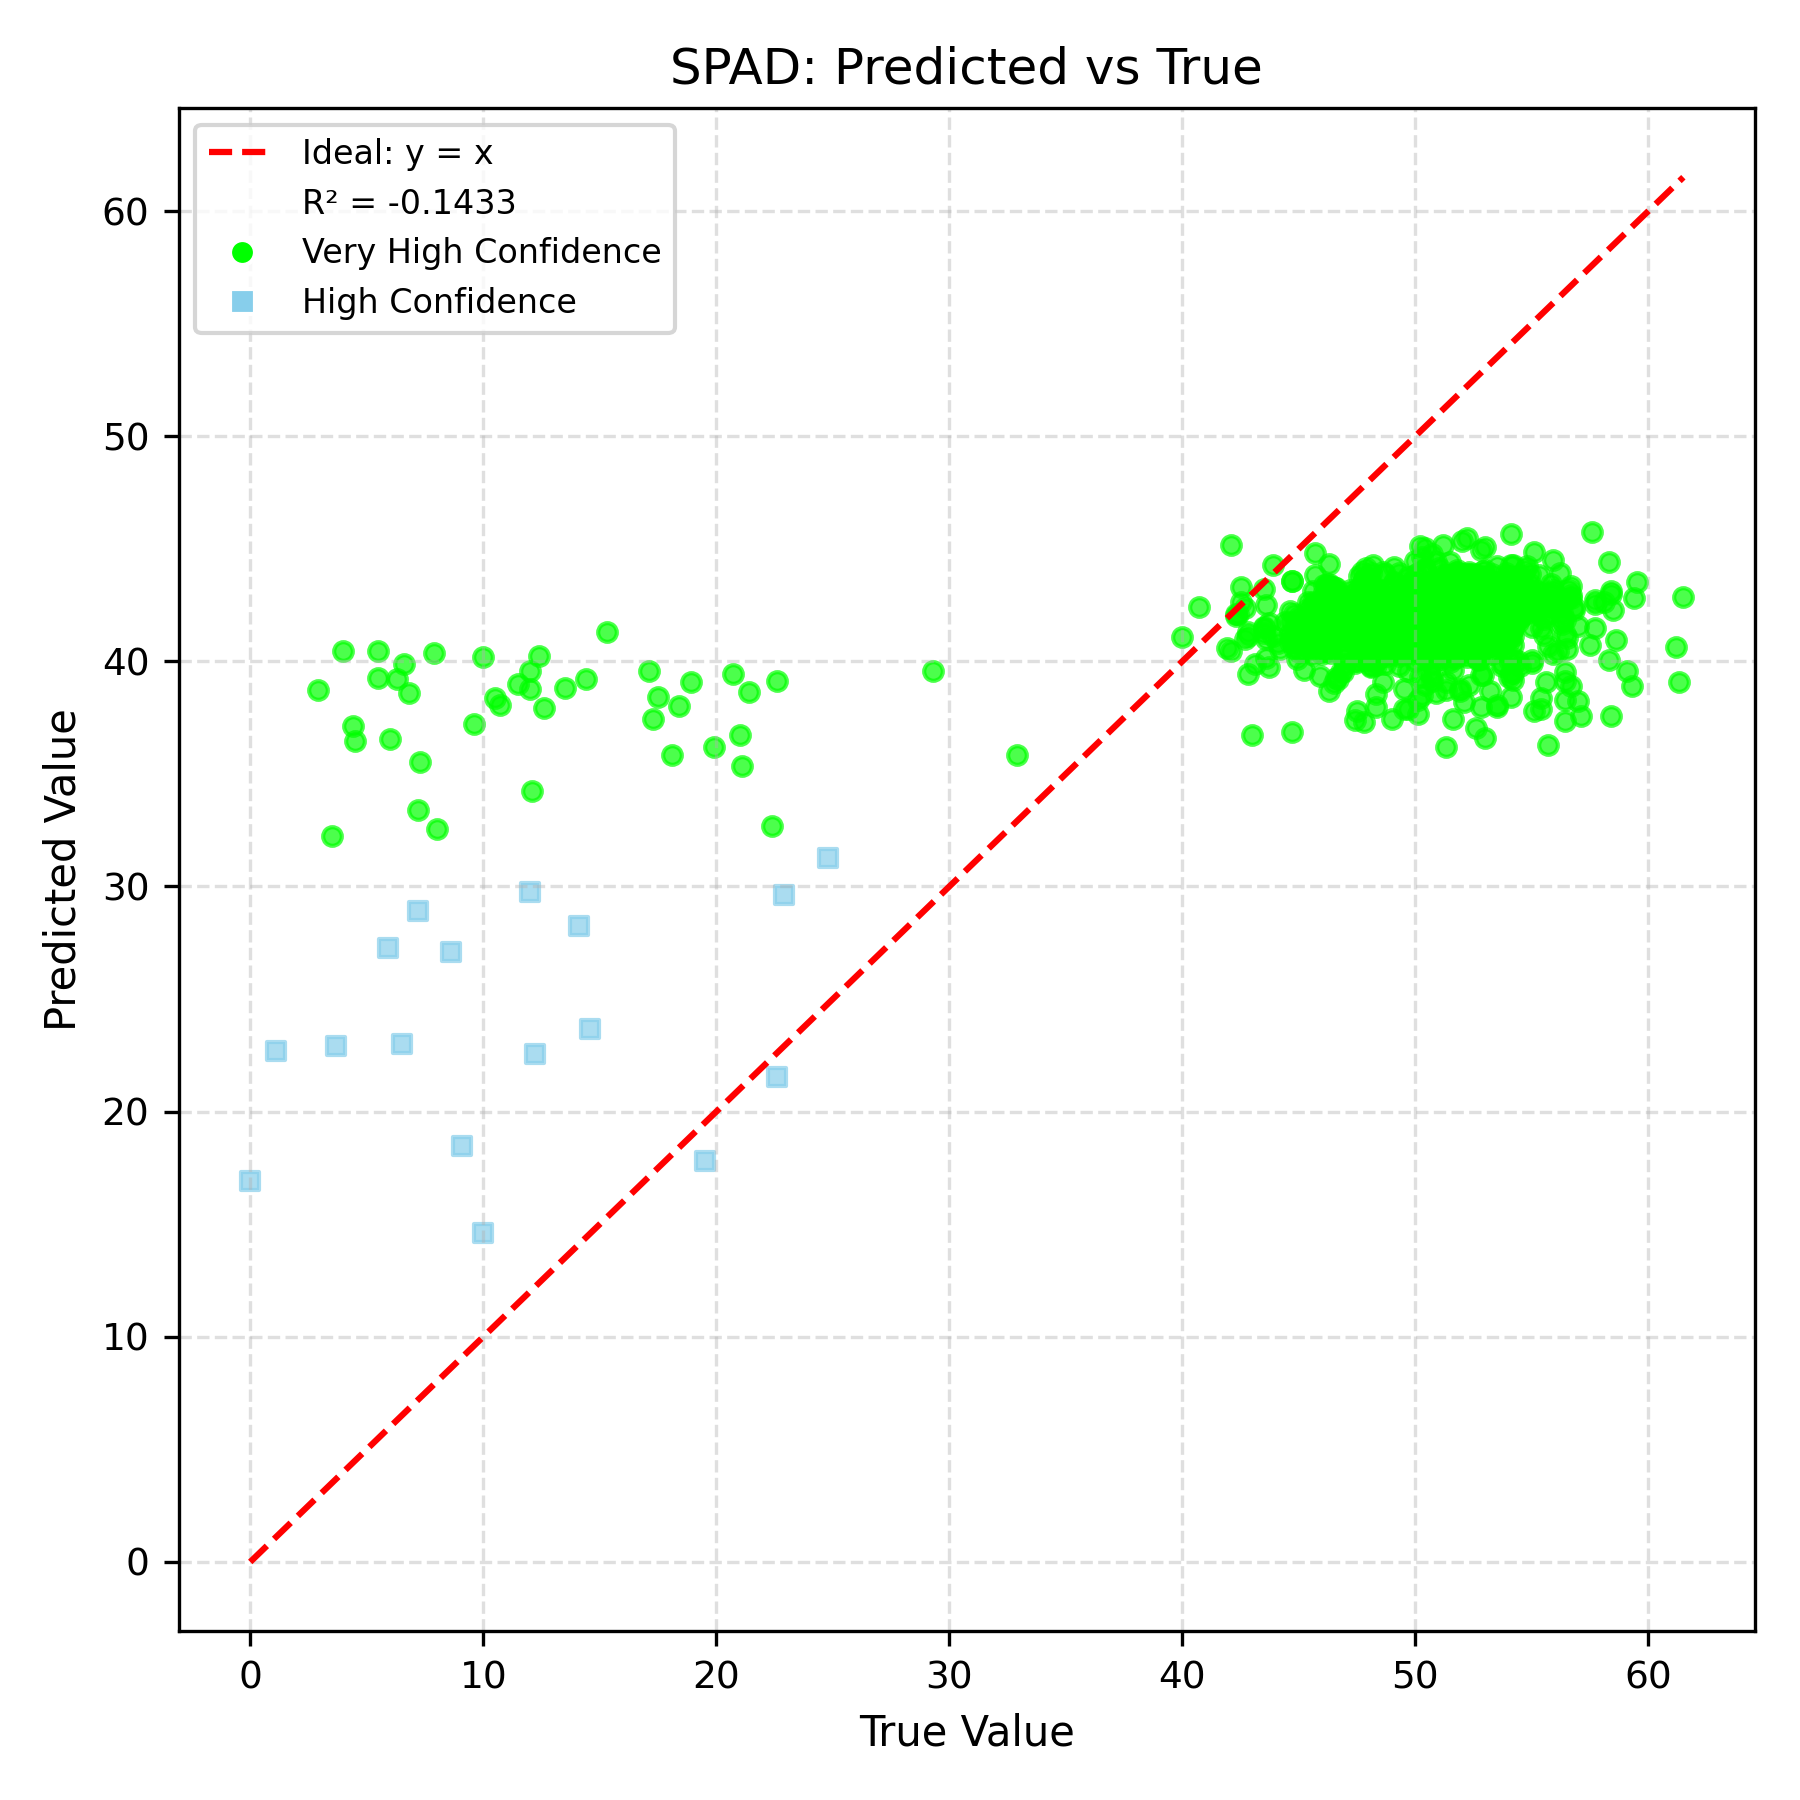 SPAD: Predicted vs True
Ideal: y = x
R² = -0.1433
Very High Confidence
High Confidence
60
50
40
30
20
10
0
Predicted Value
0 10 20 30 40 50 60
True Value